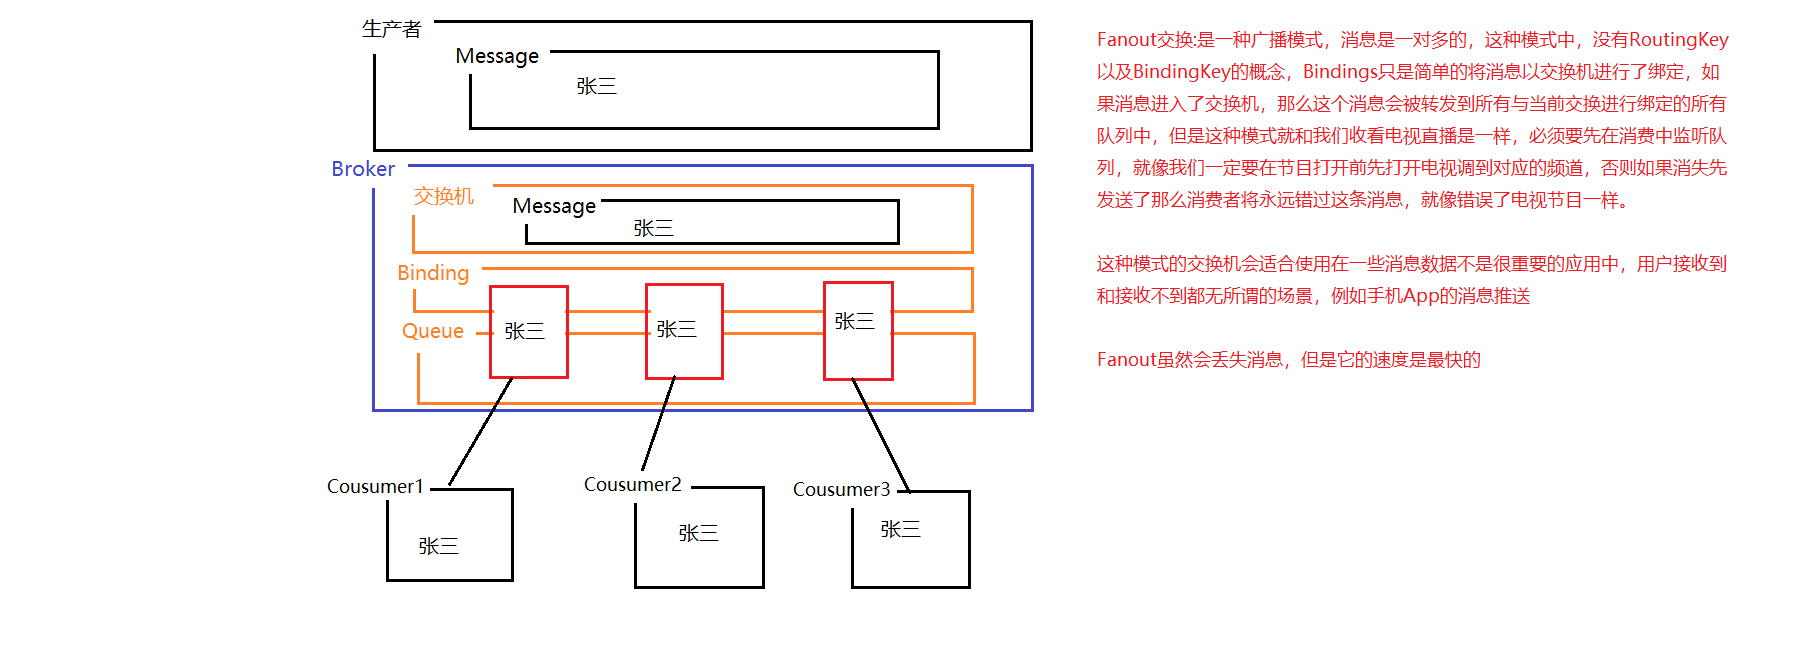 生产者
Message
张三
Broker
交换机
Message
张三
Binding
Queue
张三
张三
张三
Cousumer1
Cousumer2
Cousumer3
张三
张三
张三
Fanout交换:是一种广播模式，消息是一对多的，这种模式中，没有RoutingKey
以及BindingKey的概念，Bindings只是简单的将消息以交换机进行了绑定，如
果消息进入了交换机，那么这个消息会被转发到所有与当前交换进行绑定的所有
队列中，但是这种模式就和我们收看电视直播是一样，必须要先在消费中监听队
列，就像我们一定要在节目打开前先打开电视调到对应的频道，否则如果消失先
发送了那么消费者将永远错过这条消息，就像错误了电视节目一样。
这种模式的交换机会适合使用在一些消息数据不是很重要的应用中，用户接收到
和接收不到都无所谓的场景，例如手机App的消息推送
Fanout虽然会丢失消息，但是它的速度是最快的